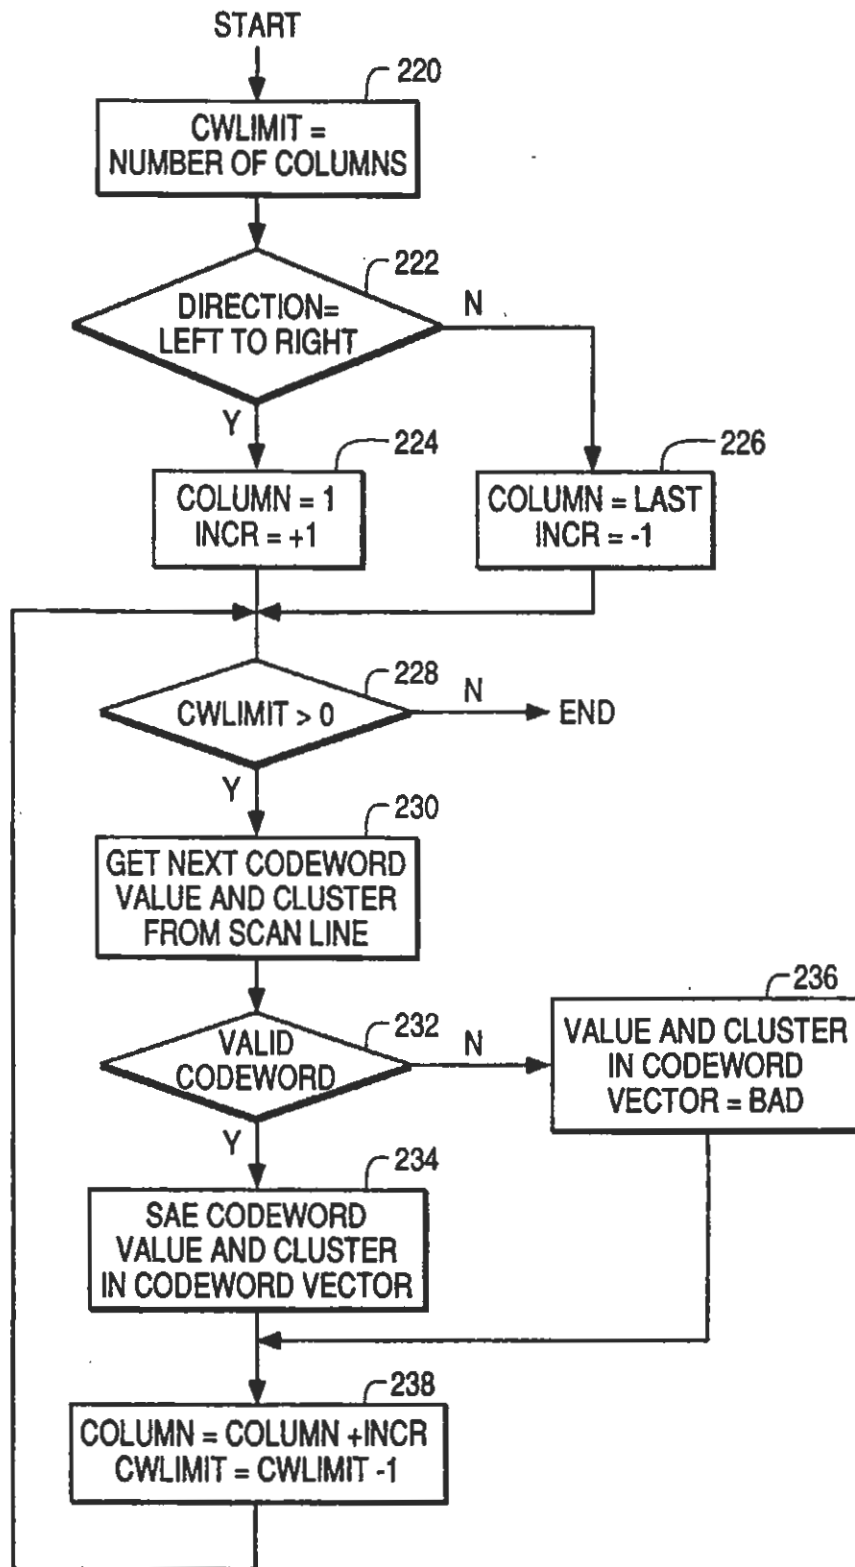 START
220
CWLIMIT =
NUMBER OF COLUMNS
222
DIRECTION=
LEFT TO RIGHT
N
Y
224
COLUMN = 1
INCR = +1
226
COLUMN = LAST
INCR = -1
228
CWLIMIT > 0
N
END
Y
230
GET NEXT CODEWORD
VALUE AND CLUSTER
FROM SCAN LINE
232
VALID
CODEWORD
N
236
VALUE AND CLUSTER
IN CODEWORD
VECTOR = BAD
Y
234
SAE CODEWORD
VALUE AND CLUSTER
IN CODEWORD VECTOR
238
COLUMN = COLUMN +INCR
CWLIMIT = CWLIMIT -1